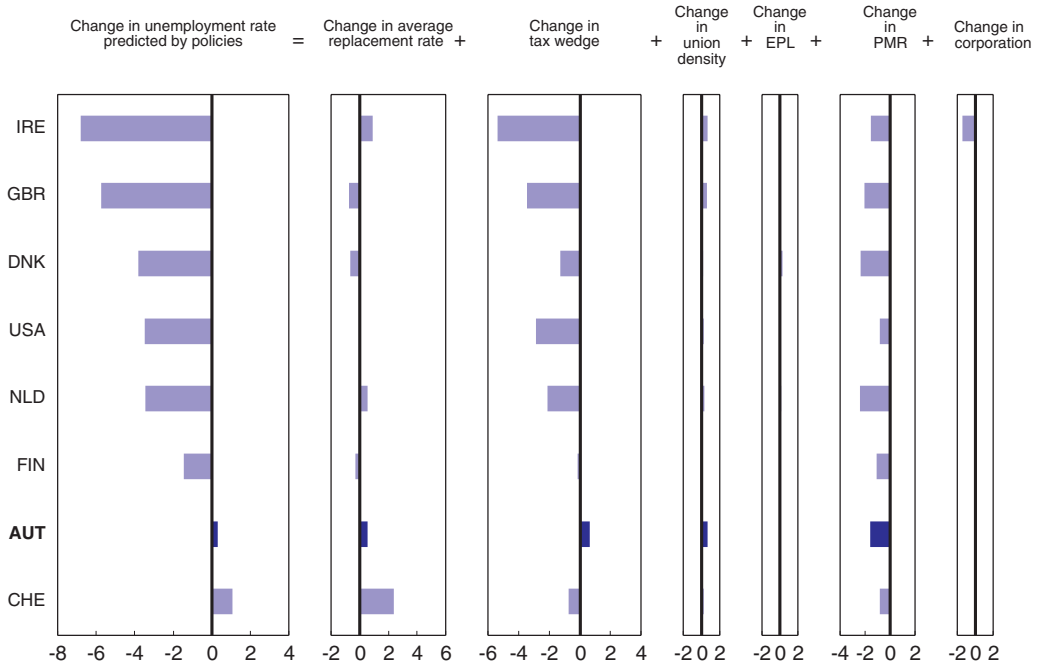 Change in unemployment rate
predicted by policies
=
Change in average
replacement rate
+
Change in
tax wedge
+
Change
in
union
density
+
Change
in
EPL
+
Change
in
PMR
+
Change in
corporation
IRE
GBR
DNK
USA
NLD
FIN
AUT
CHE
-8 -6 -4 -2 0 2 4
-2 0 2 4 6
-6 -4 -2 0 2 4
-2 0 2
-2 0 2
-4 -2 0 2
-2 0 2